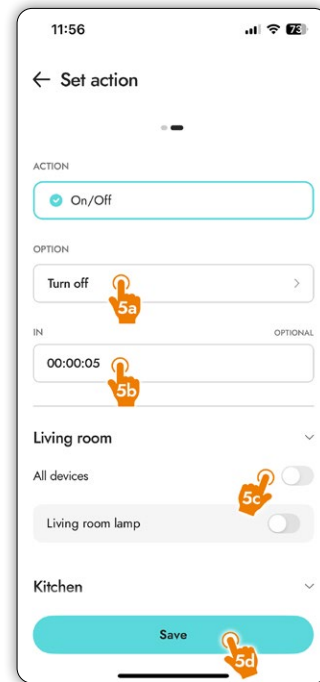 11:56
73
Set action
ACTION
On/Off
OPTION
Turn off
5a
IN OPTIONAL
00:00:05
5b
Living room
All devices
5c
Living room lamp
Kitchen
Save
5d